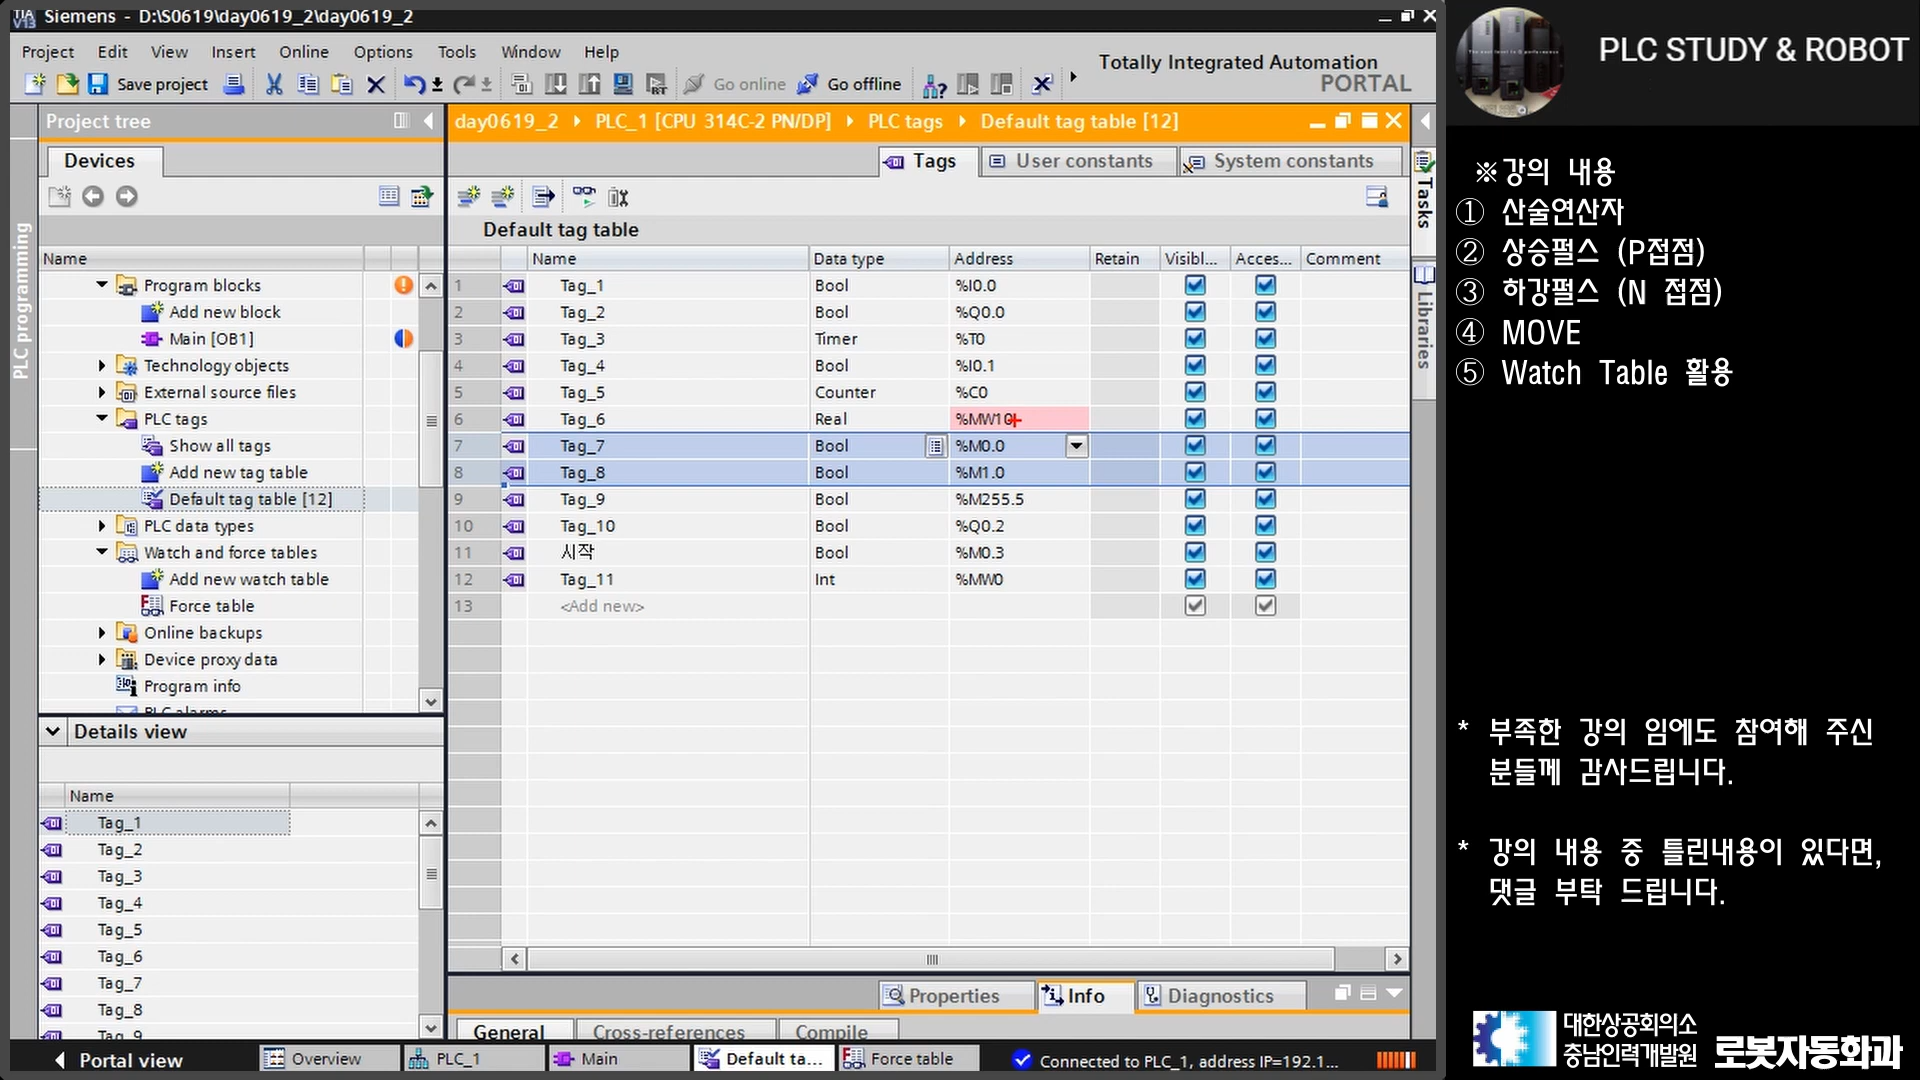 Siemens - D:\S0619\day0619_2\day0619_2
Project Edit View Insert Online Options Tools Window Help
Totally Integrated Automation
PORTAL
Save project
Go online
Go offline
Project tree
day0619_2 ▸ PLC_1 [CPU 314C-2 PN/DP] ▸ PLC tags ▸ Default tag table [12]
Devices
Tags
User constants
System constants
PLC programming
Tasks
Libraries
Default tag table
Name
Program blocks
Add new block
Main [OB1]
Technology objects
External source files
PLC tags
Show all tags
Add new tag table
Default tag table [12]
PLC data types
Watch and force tables
Add new watch table
Force table
Online backups
Device proxy data
Program info
PLC alarms
Name Data type Address Retain Visibl... Acces... Comment
1 Tag_1 Bool %I0.0
2 Tag_2 Bool %Q0.0
3 Tag_3 Timer %T0
4 Tag_4 Bool %I0.1
5 Tag_5 Counter %C0
6 Tag_6 Real %MW10
7 Tag_7 Bool %M0.0
8 Tag_8 Bool %M1.0
9 Tag_9 Bool %M255.5
10 Tag_10 Bool %Q0.2
11 시작 Bool %M0.3
12 Tag_11 Int %MW0
13 <Add new>
Details view
Name
Tag_1
Tag_2
Tag_3
Tag_4
Tag_5
Tag_6
Tag_7
Tag_8
Tag_9
Properties
Info
Diagnostics
General
Cross-references
Compile
Portal view
Overview
PLC_1
Main
Default ta...
Force table
Connected to PLC_1, address IP=192.1...
PLC STUDY & ROBOT
※강의 내용
① 산술연산자
② 상승펄스 (P접점)
③ 하강펄스 (N 접점)
④ MOVE
⑤ Watch Table 활용
* 부족한 강의 임에도 참여해 주신
분들께 감사드립니다.
* 강의 내용 중 틀린내용이 있다면,
댓글 부탁 드립니다.
대한상공회의소
충남인력개발원
로봇자동화과